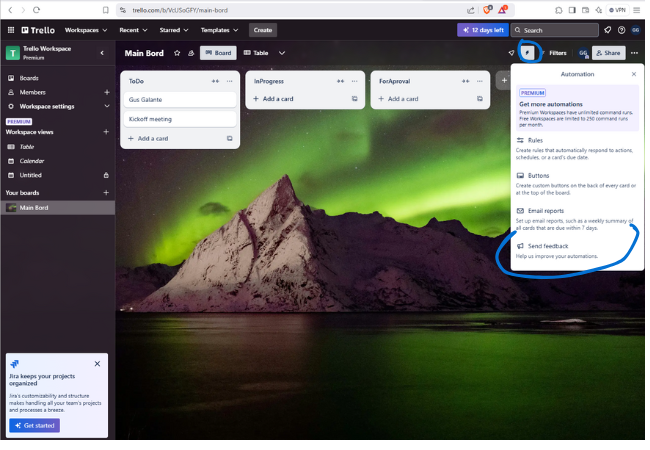 trello.com/b/VcU5oGFY/main-bord
VPN
Trello
Workspaces
Recent
Starred
Templates
Create
12 days left
Search
GG
T
Trello Workspace
Premium
Boards
Members
Workspace settings
PREMIUM
Workspace views
Table
Calendar
Untitled
Your boards
Main Bord
Main Bord
Board
Table
Filters
GG
Share
ToDo
Gus Galante
Kickoff meeting
Add a card
InProgress
Add a card
ForAproval
Add a card
Automation
PREMIUM
Get more automations
Premium Workspaces have unlimited command runs.
Free Workspaces are limited to 250 command runs
per month.
Rules
Create rules that automatically respond to actions,
schedules, or a card's due date.
Buttons
Create custom buttons on the back of every card or
at the top of the board.
Email reports
Set up email reports, such as a weekly summary of
all cards that are due within 7 days.
Send feedback
Help us improve your automations.
Jira keeps your projects
organized
Jira's customizability and structure
makes handling all your team's projects
and processes a breeze.
Get started